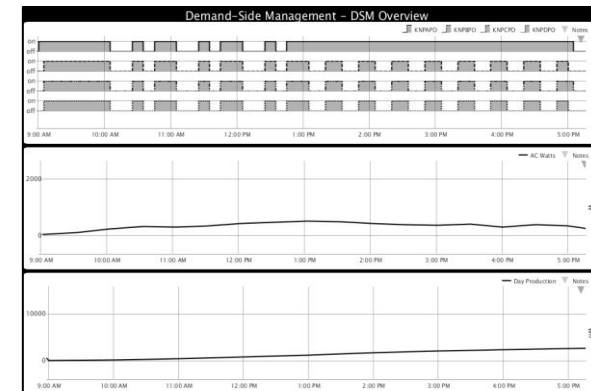 Demand-Side Management - DSM Overview
KNPAPO KNPBPO KNPCPO KNPDPO Notes
on
off
on
off
on
off
on
off
9:00 AM 10:00 AM 11:00 AM 12:00 PM 1:00 PM 2:00 PM 3:00 PM 4:00 PM 5:00 PM
AC Watts Notes
2000
0
9:00 AM 10:00 AM 11:00 AM 12:00 PM 1:00 PM 2:00 PM 3:00 PM 4:00 PM 5:00 PM
Day Production Notes
10000
0
9:00 AM 10:00 AM 11:00 AM 12:00 PM 1:00 PM 2:00 PM 3:00 PM 4:00 PM 5:00 PM